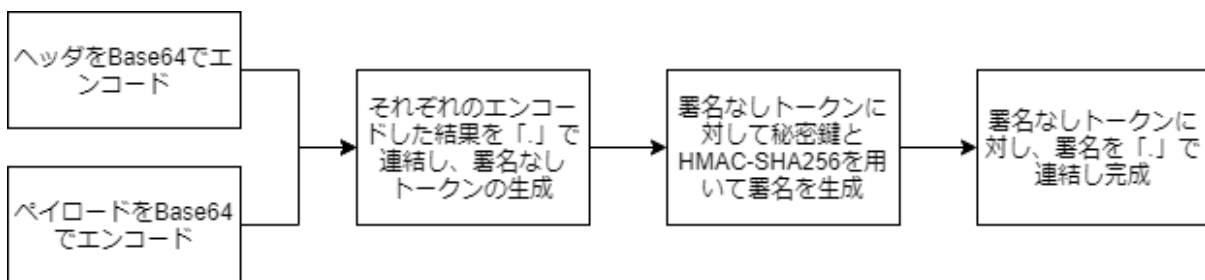 ヘッダをBase64でエ
ンコード
ペイロードをBase64
でエンコード
それぞれのエンコー
ドした結果を「.」で
連結し、署名なし
トークンの生成
署名なしトークンに
対して秘密鍵と
HMAC-SHA256を用
いて署名を生成
署名なしトークンに
対し、署名を「.」で
連結し完成